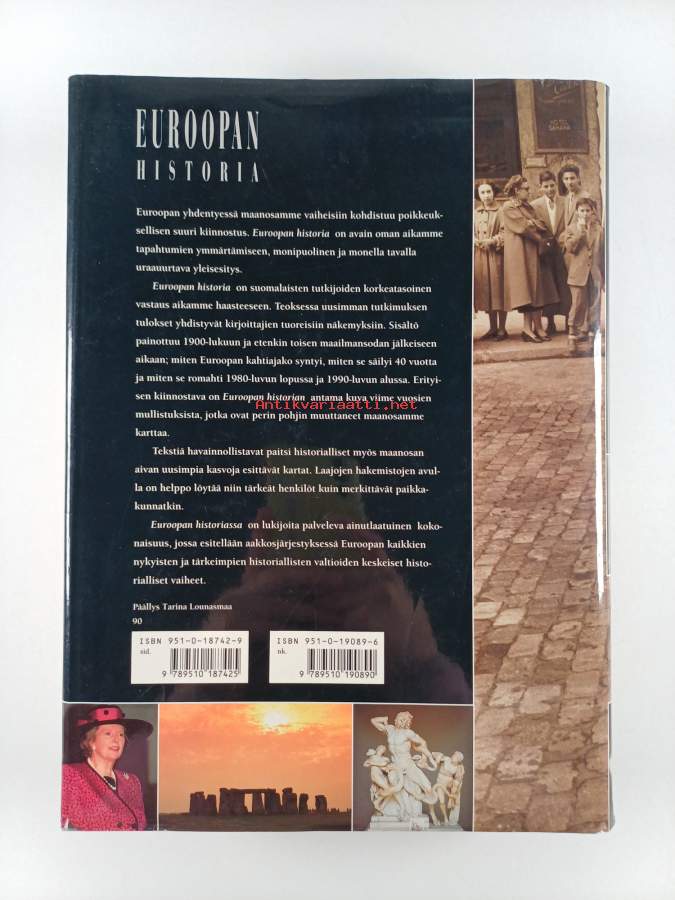 EUROOPAN
HISTORIA
Euroopan yhdentyessä maanosamme vaiheisiin kohdistuu poikkeuk-
sellisen suuri kiinnostus. Euroopan historia on avain oman aikamme
tapahtumien ymmärtämiseen, monipuolinen ja monella tavalla
uraauurtava yleisesitys.
Euroopan historia on suomalaisten tutkijoiden korkeatasoinen
vastaus aikamme haasteeseen. Teoksessa uusimman tutkimuksen
tulokset yhdistyvät kirjoittajien tuoreisiin näkemyksiin. Sisältö
painottuu 1900-lukuun ja etenkin toisen maailmansodan jälkeiseen
aikaan; miten Euroopan kahtiajako syntyi, miten se säilyi 40 vuotta
ja miten se romahti 1980-luvun lopussa ja 1990-luvun alussa. Erityi-
sen kiinnostava on Euroopan historian antama kuva viime vuosien
Antikvariaatti.net
mullistuksista, jotka ovat perin pohjin muuttaneet maanosamme
karttaa.
Tekstiä havainnollistavat paitsi historialliset myös maanosan
aivan uusimpia kasvoja esittävät kartat. Laajojen hakemistojen avul-
la on helppo löytää niin tärkeät henkilöt kuin merkittävät paikka-
kunnatkin.
Euroopan historiassa on lukijoita palveleva ainutlaatuinen koko-
naisuus, jossa esitellään aakkosjärjestyksessä Euroopan kaikkien
nykyisten ja tärkeimpien historiallisten valtioiden keskeiset histo-
rialliset vaiheet.
Päällys Tarina Lounasmaa
90
ISBN 951-0-18742-9
sid.
9 789510 187425
ISBN 951-0-19089-6
nk.
9 789510 190890